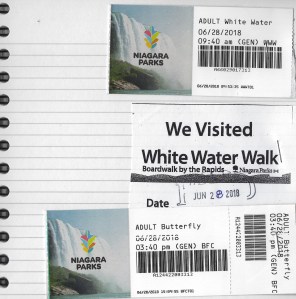 ADULT White Water
06/28/2018
09:40 am (GEN) WWW
NIAGARA
PARKS
We Visited
White Water Walk
Boardwalk by the Rapids
Niagara Parks
Date JUN 28 2018
ADULT Butterfly
06/28/2018
03:40 pm (GEN) BFC
NIAGARA
PARKS
A124422083313
ADULT Butterfly
06/28/2018
03:40 pm (GEN) BFC
A124422083313